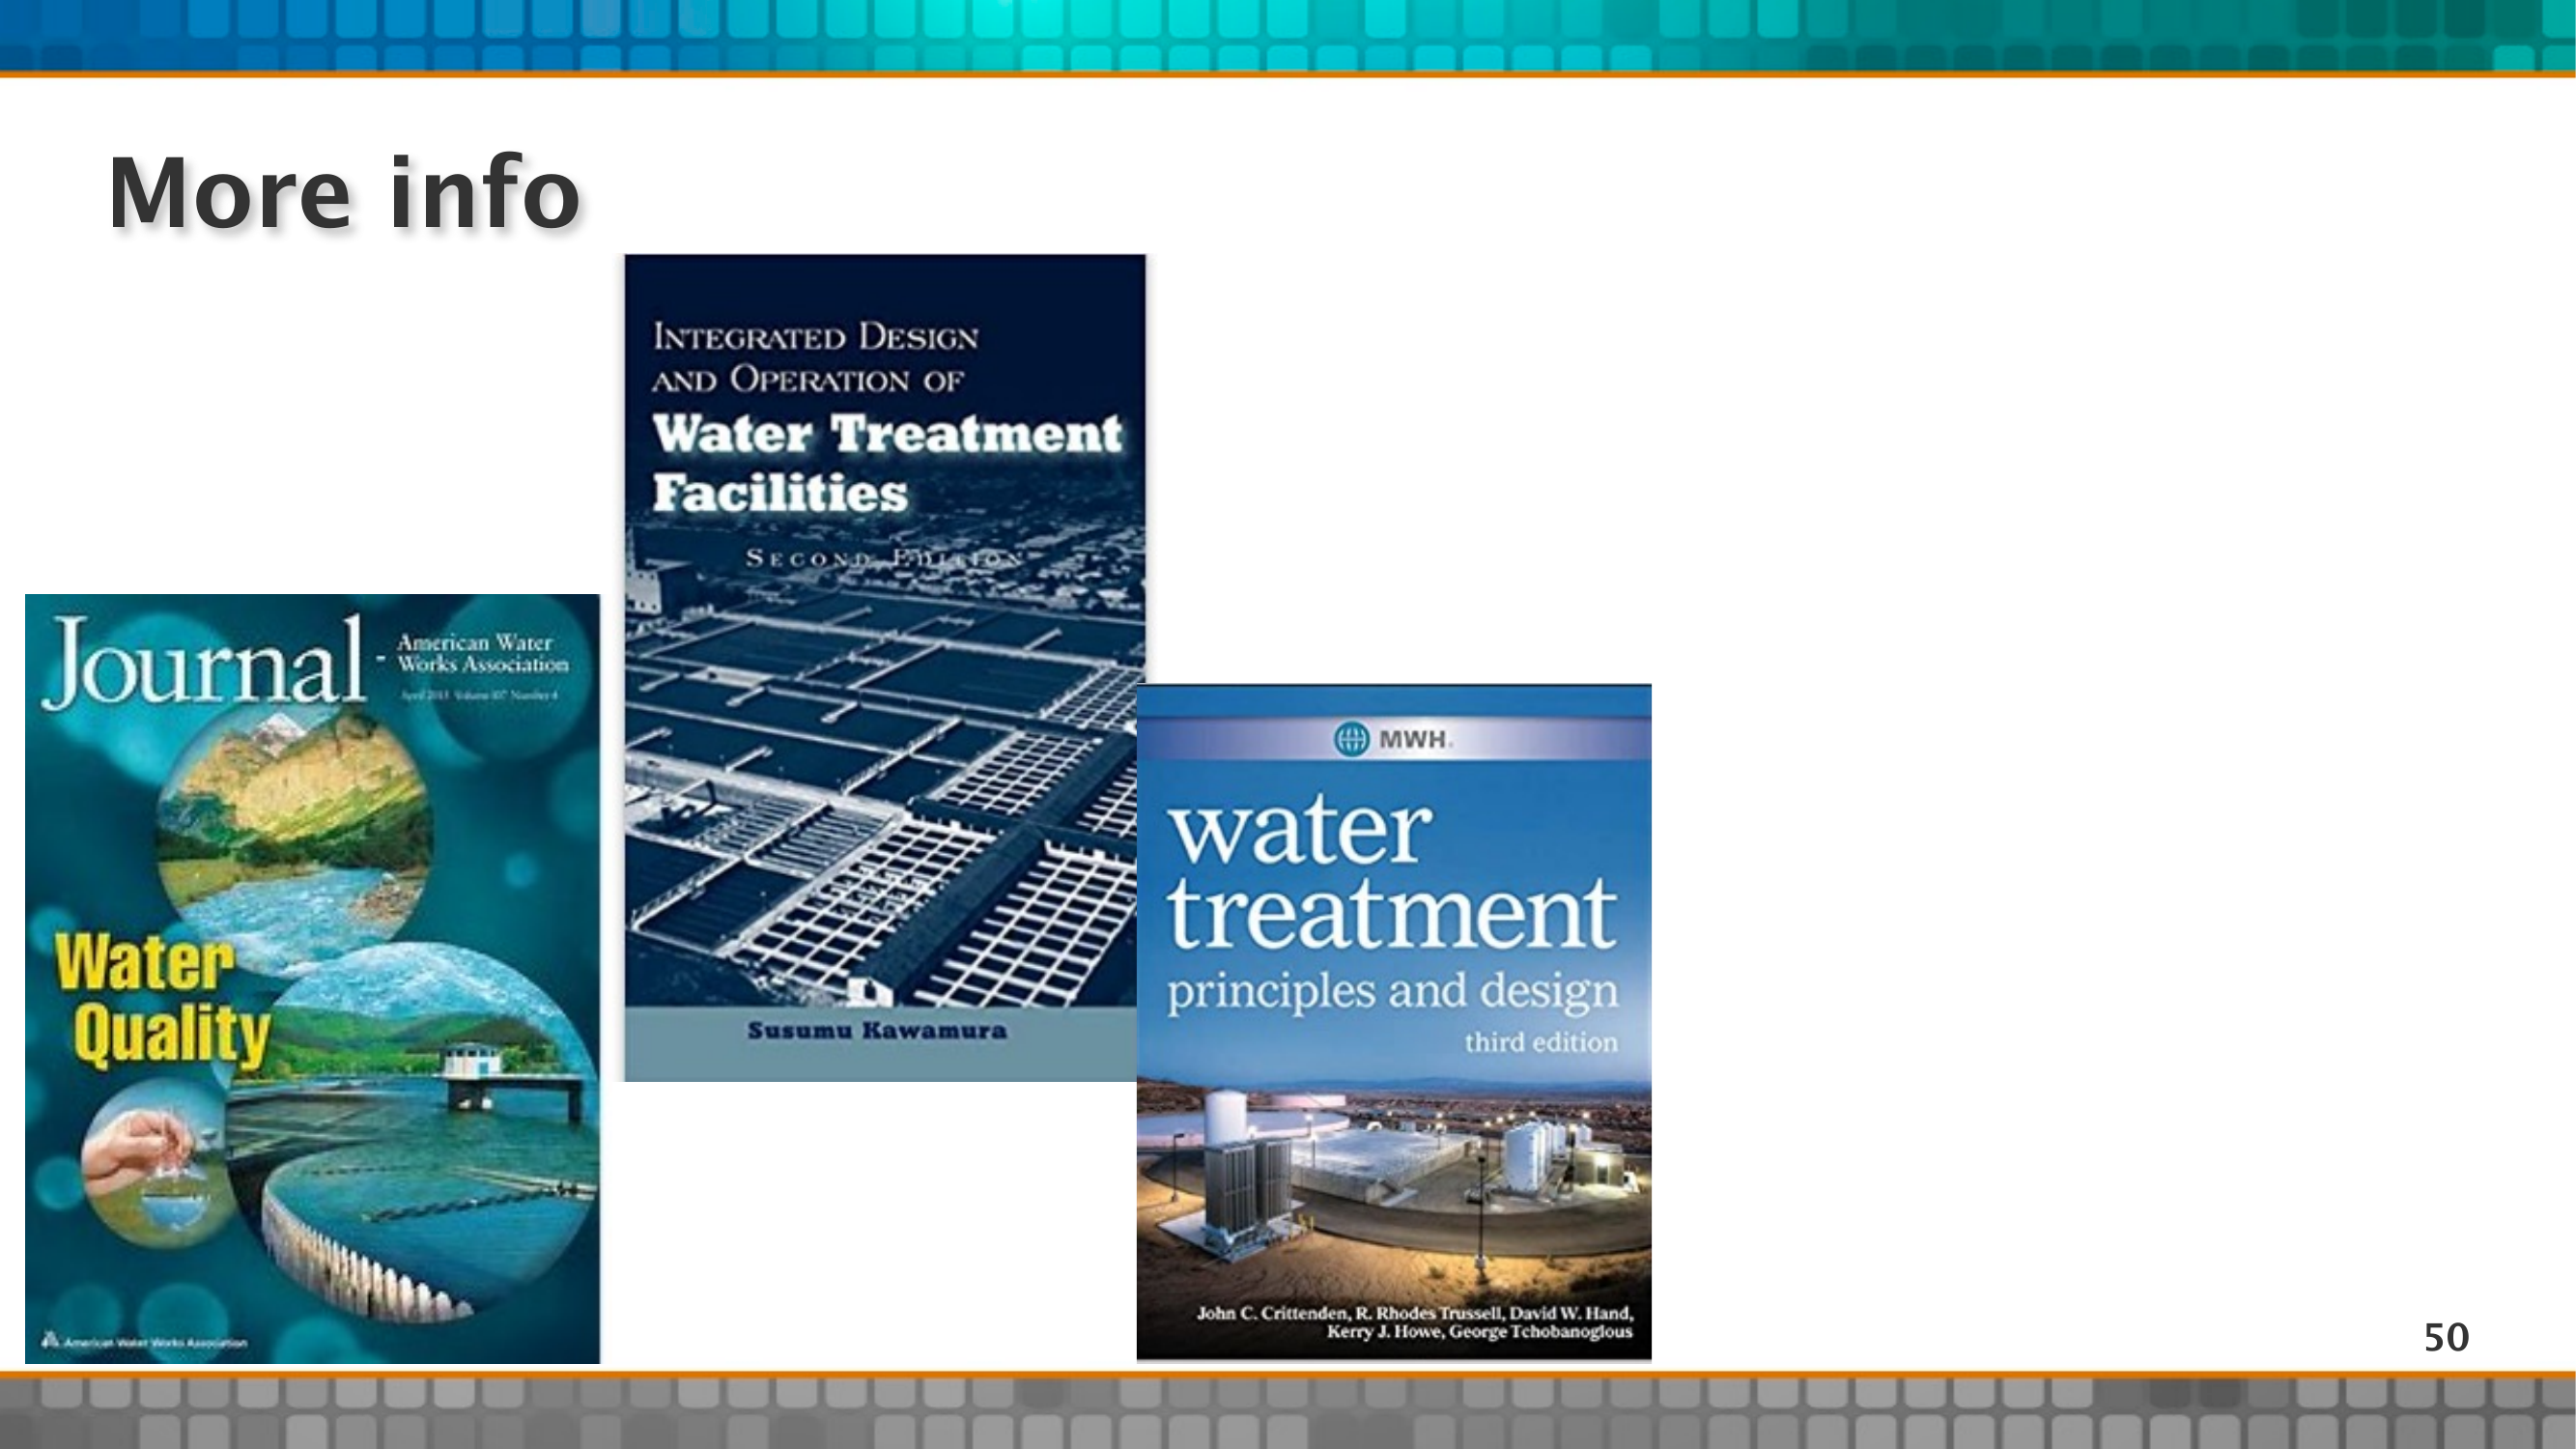 More info
INTEGRATED DESIGN
AND OPERATION OF
Water Treatment
Facilities
SECOND EDITION
Susumu Kawamura
Journal - American Water
Works Association
April 2015 Volume 107 Number 4
Water
Quality
American Water Works Association
MWH
water
treatment
principles and design
third edition
John C. Crittenden, R. Rhodes Trussell, David W. Hand,
Kerry J. Howe, George Tchobanoglous
50